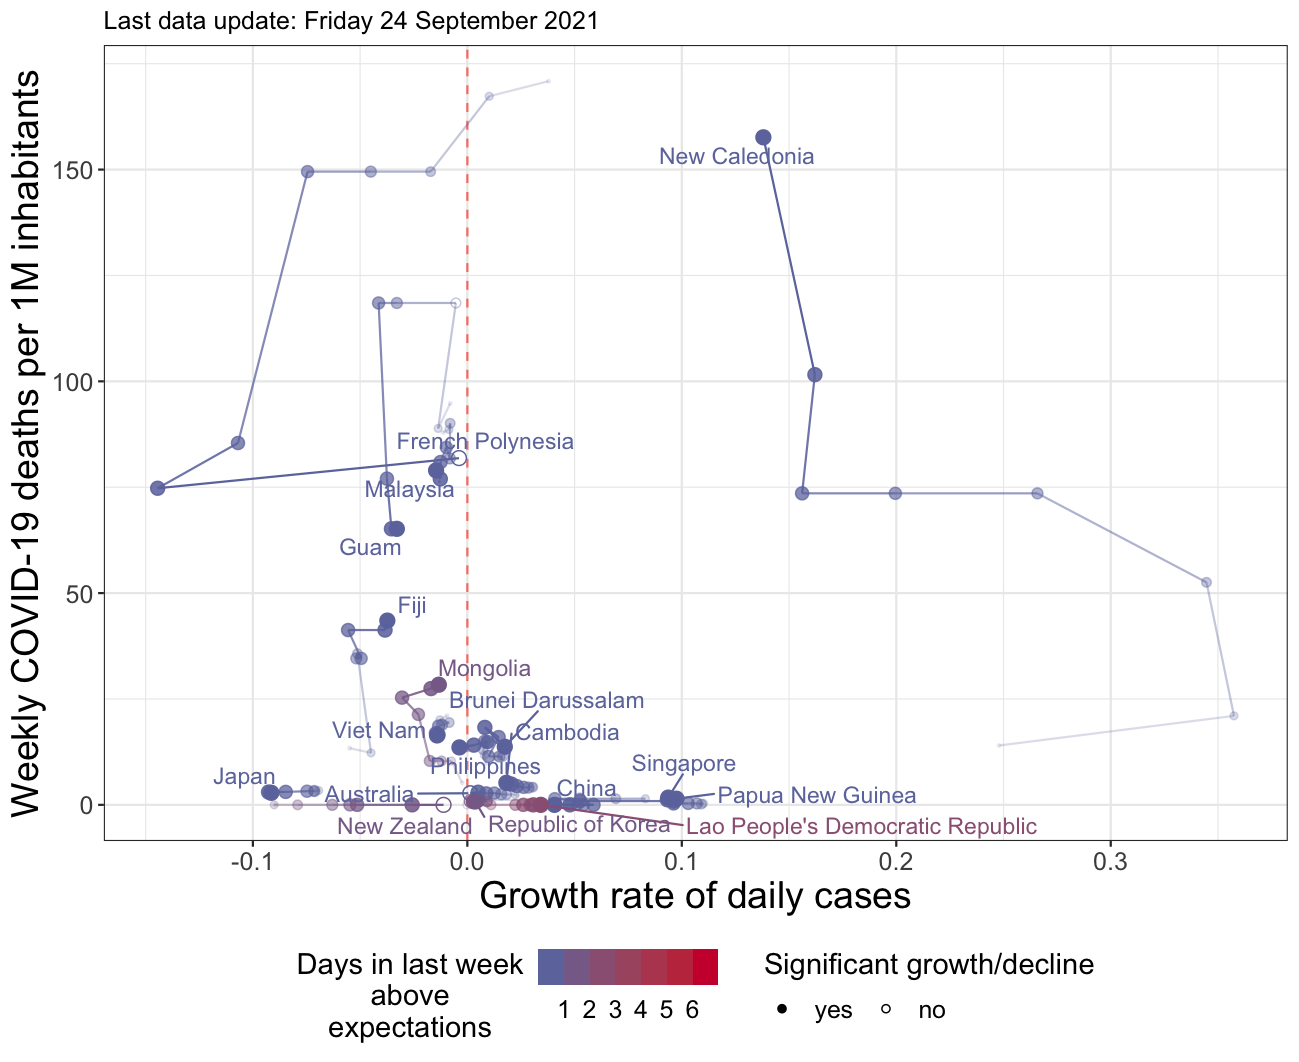 Last data update: Friday 24 September 2021
Weekly COVID-19 deaths per 1M inhabitants
150
100
50
0
New Caledonia
French Polynesia
Malaysia
Guam
Fiji
Mongolia
Brunei Darussalam
Viet Nam
Cambodia
Philippines
Singapore
Japan
Australia
China
Papua New Guinea
New Zealand
Republic of Korea
Lao People's Democratic Republic
-0.1
0.0
0.1
0.2
0.3
Growth rate of daily cases
Days in last week
above
expectations
1 2 3 4 5 6
Significant growth/decline
yes
no